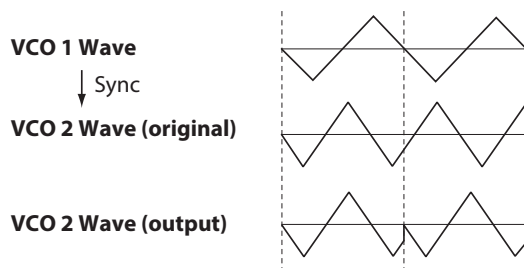 VCO 1 Wave
Sync
VCO 2 Wave (original)
VCO 2 Wave (output)